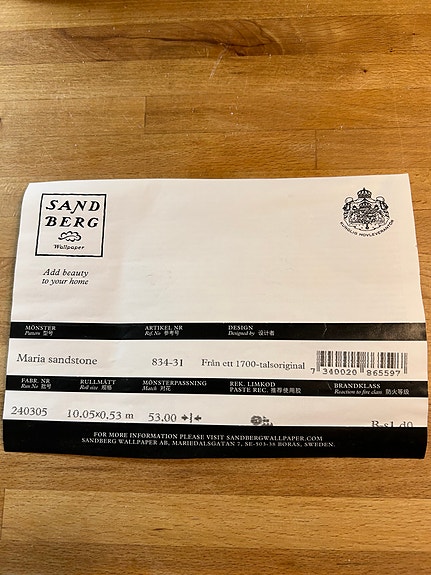 SAND
BERG
Wallpaper
Add beauty
to your home
KUNGLIG HOVLEVERANTÖR
MÖNSTER ARTIKEL NR DESIGN
Pattern 型号 Ref.No 参考号 Designed by 设计者
Maria sandstone 834-31 Från ett 1700-talsoriginal
7 340020 865597
FABR. NR RULLMÅTT MÖNSTERPASSNING REK. LIMKOD BRANDKLASS
Run No 批号 Roll size 规格 Match 对花 PASTE REC. 推荐使用胶 Reaction to fire class 防火等级
240305 10,05x0,53 m 53.00 B-s1,d0
FOR MORE INFORMATION PLEASE VISIT SANDBERGWALLPAPER.COM
SANDBERG WALLPAPER AB, MARIEDALSGATAN 7, SE-503-38 BORÅS, SWEDEN.